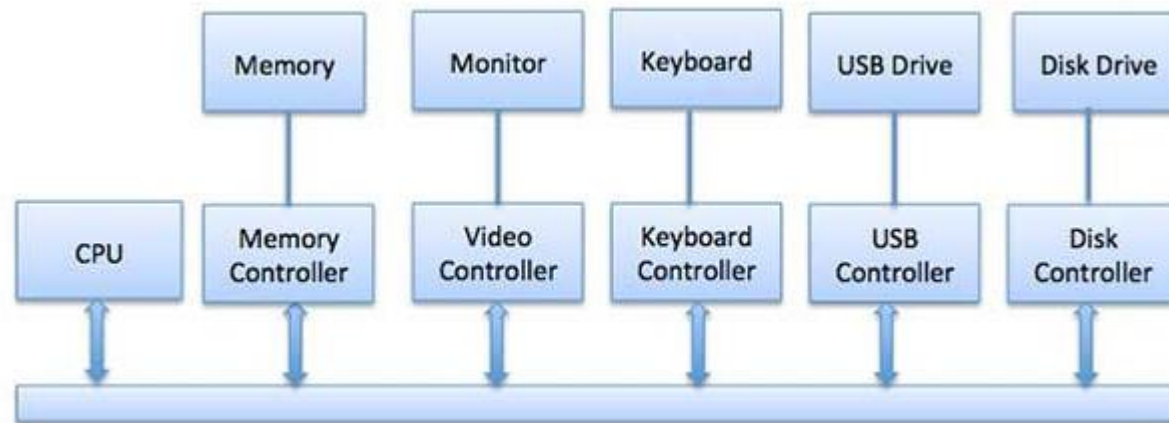 Memory
Monitor
Keyboard
USB Drive
Disk Drive
CPU
Memory
Controller
Video
Controller
Keyboard
Controller
USB
Controller
Disk
Controller